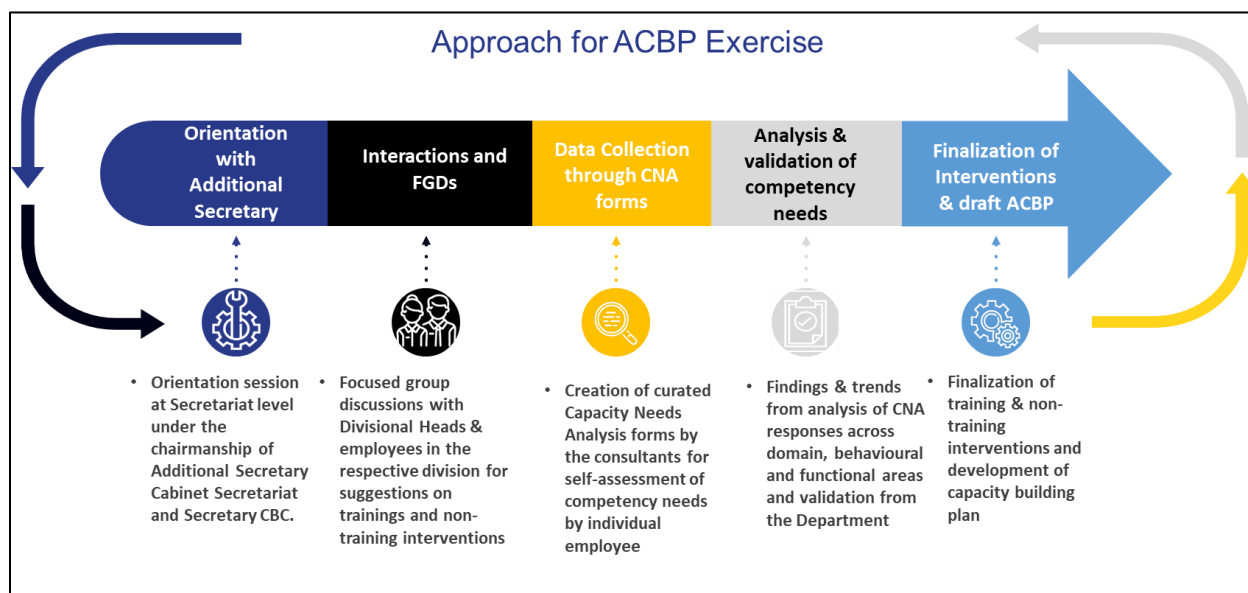 Approach for ACBP Exercise
Orientation
with
Additional
Secretary
Interactions and
FGDs
Data Collection
through CNA
forms
Analysis &
validation of
competency
needs
Finalization of
Interventions
& draft ACBP
• Orientation session
at Secretariat level
under the
chairmanship of
Additional Secretary
Cabinet Secretariat
and Secretary CBC.
• Focused group
discussions with
Divisional Heads &
employees in the
respective division for
suggestions on
trainings and non-
training interventions
• Creation of curated
Capacity Needs
Analysis forms by
the consultants for
self-assessment of
competency needs
by individual
employee
• Findings & trends
from analysis of CNA
responses across
domain, behavioural
and functional areas
and validation from
the Department
• Finalization of
training & non-
training
interventions and
development of
capacity building
plan